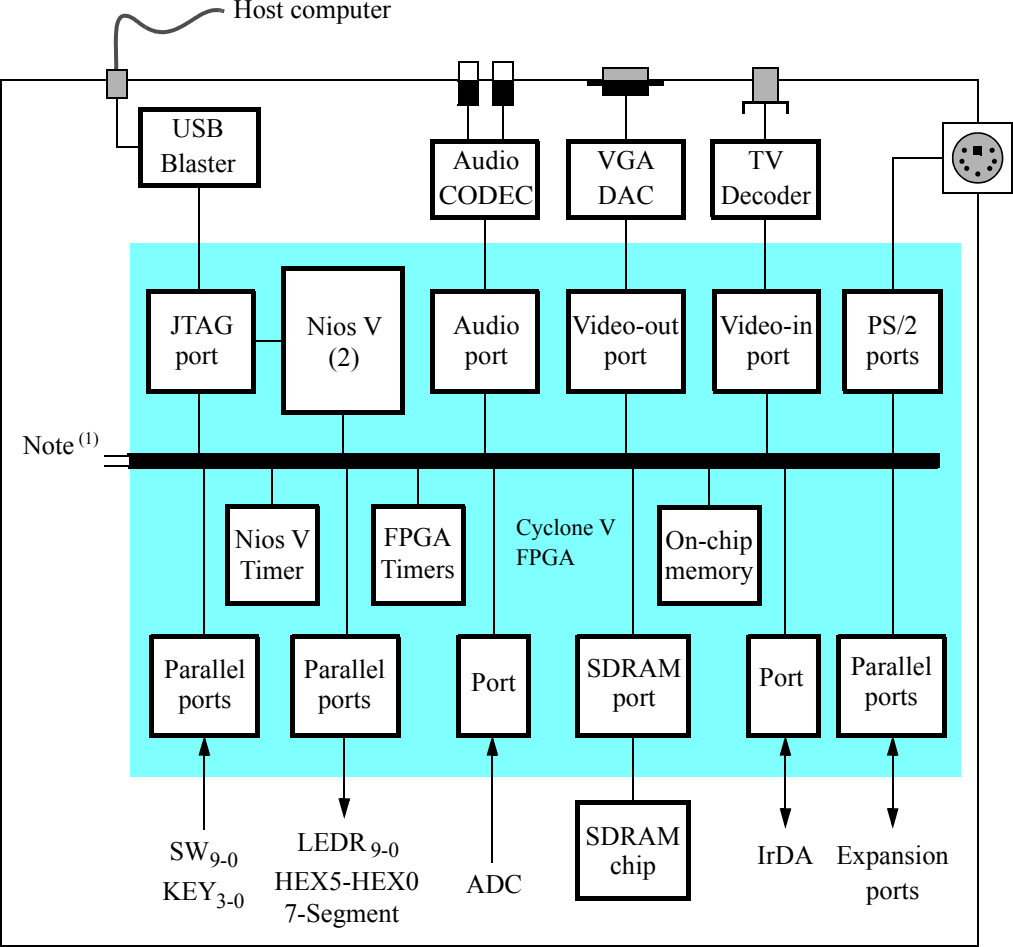 Host computer
USB
Blaster
Audio
CODEC
VGA
DAC
TV
Decoder
JTAG
port
Nios V
(2)
Audio
port
Video-out
port
Video-in
port
PS/2
ports
Note (1)
Nios V
Timer
FPGA
Timers
Cyclone V
FPGA
On-chip
memory
Parallel
ports
Parallel
ports
Port
SDRAM
port
Port
Parallel
ports
SW9-0
KEY3-0
LEDR9-0
HEX5-HEX0
7-Segment
ADC
SDRAM
chip
IrDA
Expansion
ports